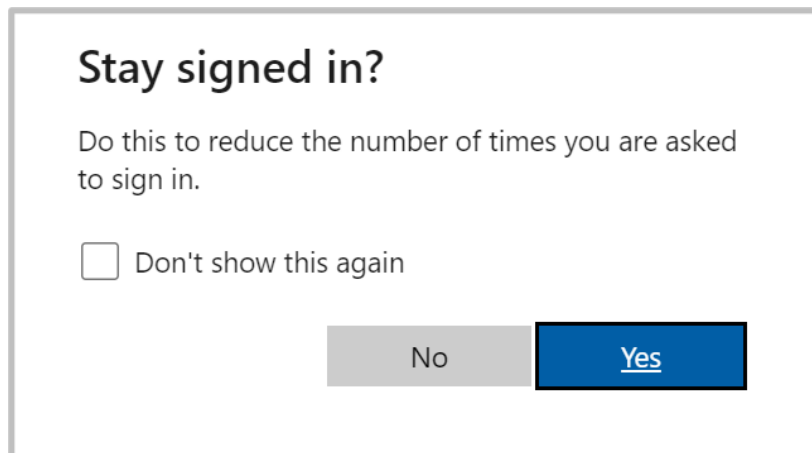 Stay signed in?
Do this to reduce the number of times you are asked
to sign in.
Don't show this again
No
Yes